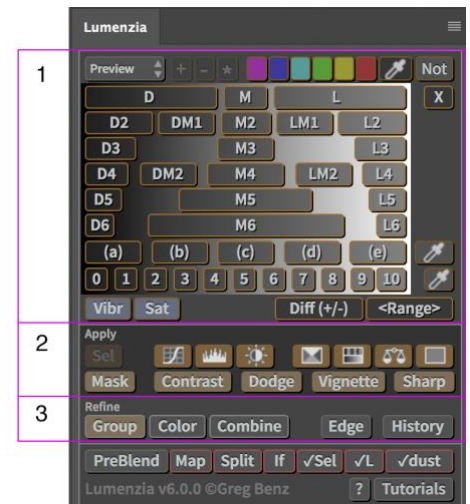 Lumenzia
1
Preview + - ★ Not
D M L X
D2 DM1 M2 LM1 L2
D3 M3 L3
D4 DM2 M4 LM2 L4
D5 M5 L5
D6 M6 L6
(a) (b) (c) (d) (e)
0 1 2 3 4 5 6 7 8 9 10
Vibr Sat Diff (+/-) <Range>
2
Apply
Sel
Mask Contrast Dodge Vignette Sharp
3
Refine
Group Color Combine Edge History
PreBlend Map Split If ✓Sel ✓L ✓dust
Lumenzia v6.0.0 ©Greg Benz ? Tutorials